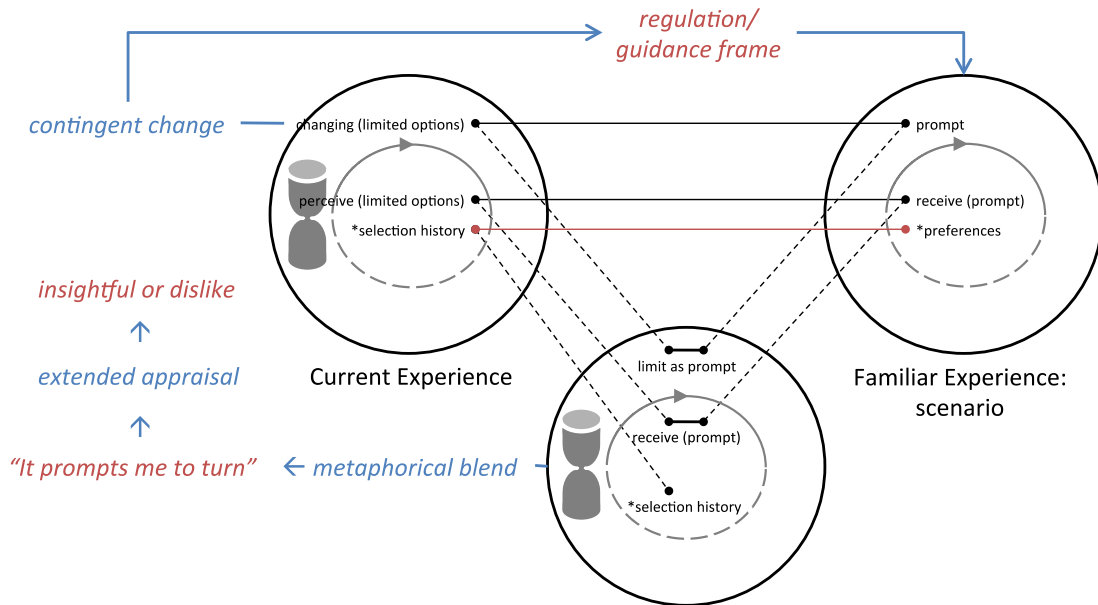 regulation/
guidance frame
contingent change
changing (limited options)
prompt
perceive (limited options)
receive (prompt)
*selection history
*preferences
insightful or dislike
limit as prompt
extended appraisal
Current Experience
Familiar Experience:
scenario
receive (prompt)
“It prompts me to turn”
metaphorical blend
*selection history